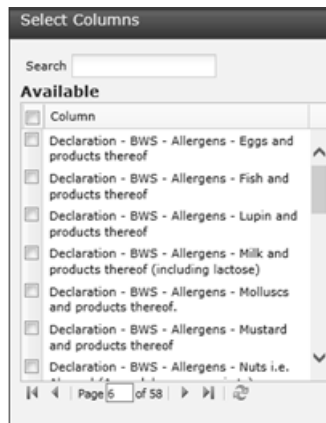 Select Columns
Search
Available
Column
Declaration - BWS - Allergens - Eggs and
products thereof
Declaration - BWS - Allergens - Fish and
products thereof
Declaration - BWS - Allergens - Lupin and
products thereof
Declaration - BWS - Allergens - Milk and
products thereof (including lactose)
Declaration - BWS - Allergens - Molluscs
and products thereof.
Declaration - BWS - Allergens - Mustard
and products thereof
Declaration - BWS - Allergens - Nuts i.e.
Page 6 of 58